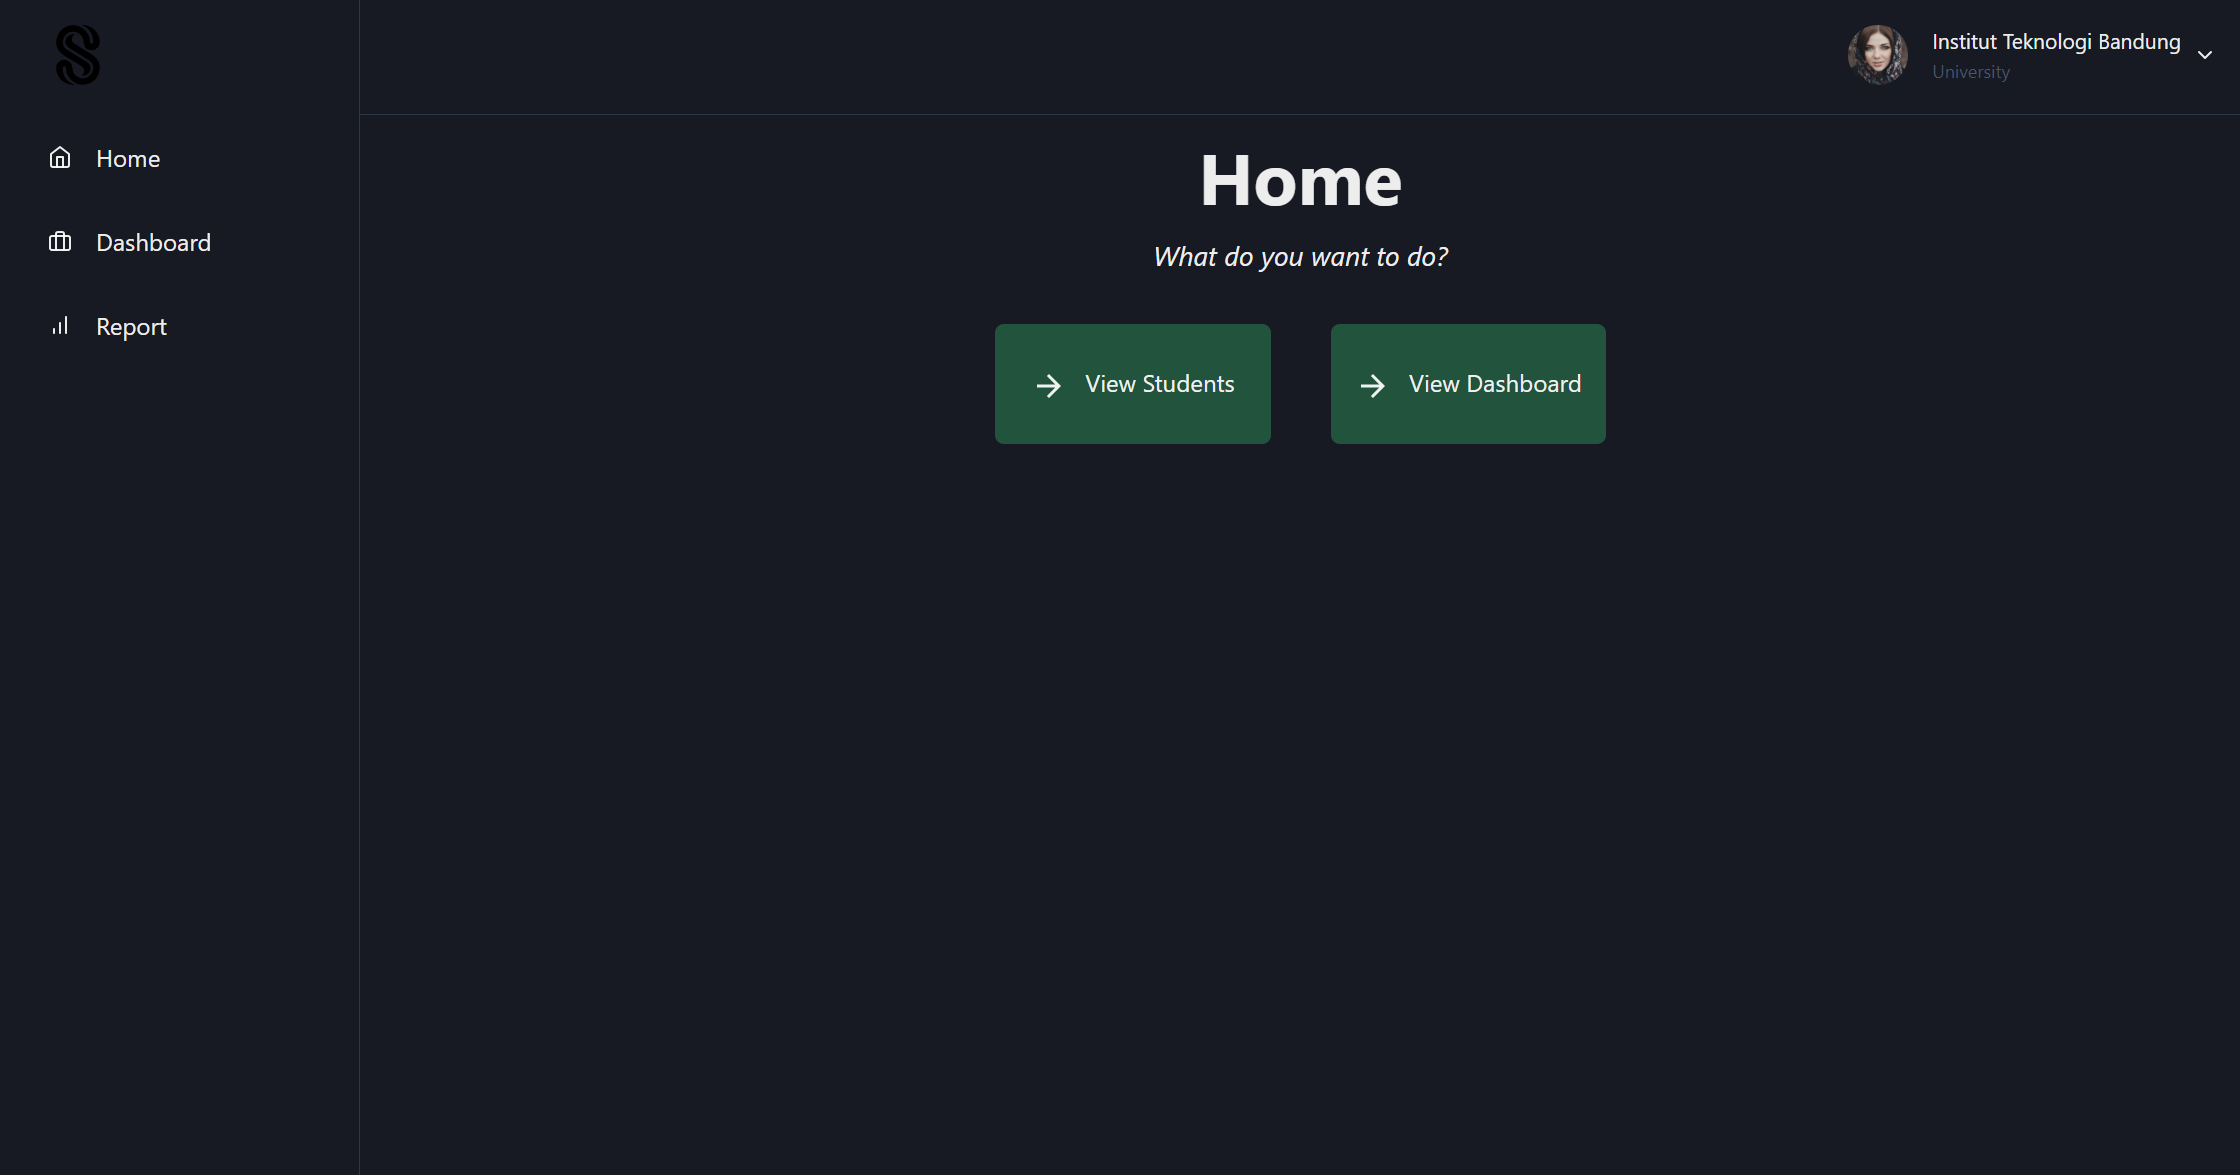 Institut Teknologi Bandung
University
Home
Dashboard
Report
Home
What do you want to do?
View Students
View Dashboard